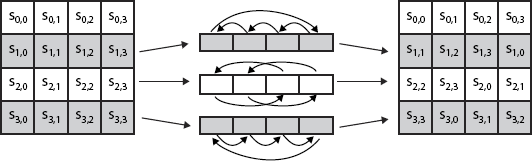 S0,0 S0,1 S0,2 S0,3 S0,0 S0,1 S0,2 S0,3
S1,0 S1,1 S1,2 S1,3 S1,1 S1,2 S1,3 S1,0
S2,0 S2,1 S2,2 S2,3 S2,2 S2,3 S2,0 S2,1
S3,0 S3,1 S3,2 S3,3 S3,3 S3,0 S3,1 S3,2